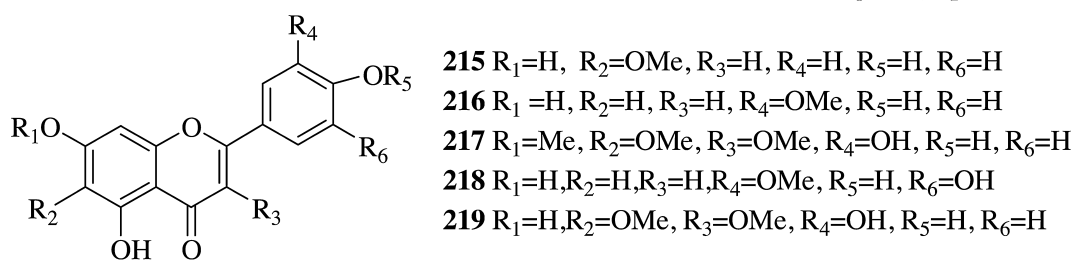 R4
OR5
R6
R1O
O
R2
R3
OH
O
215 R1=H, R2=OMe, R3=H, R4=H, R5=H, R6=H
216 R1 =H, R2=H, R3=H, R4=OMe, R5=H, R6=H
217 R1=Me, R2=OMe, R3=OMe, R4=OH, R5=H, R6=H
218 R1=H,R2=H,R3=H,R4=OMe, R5=H, R6=OH
219 R1=H,R2=OMe, R3=OMe, R4=OH, R5=H, R6=H